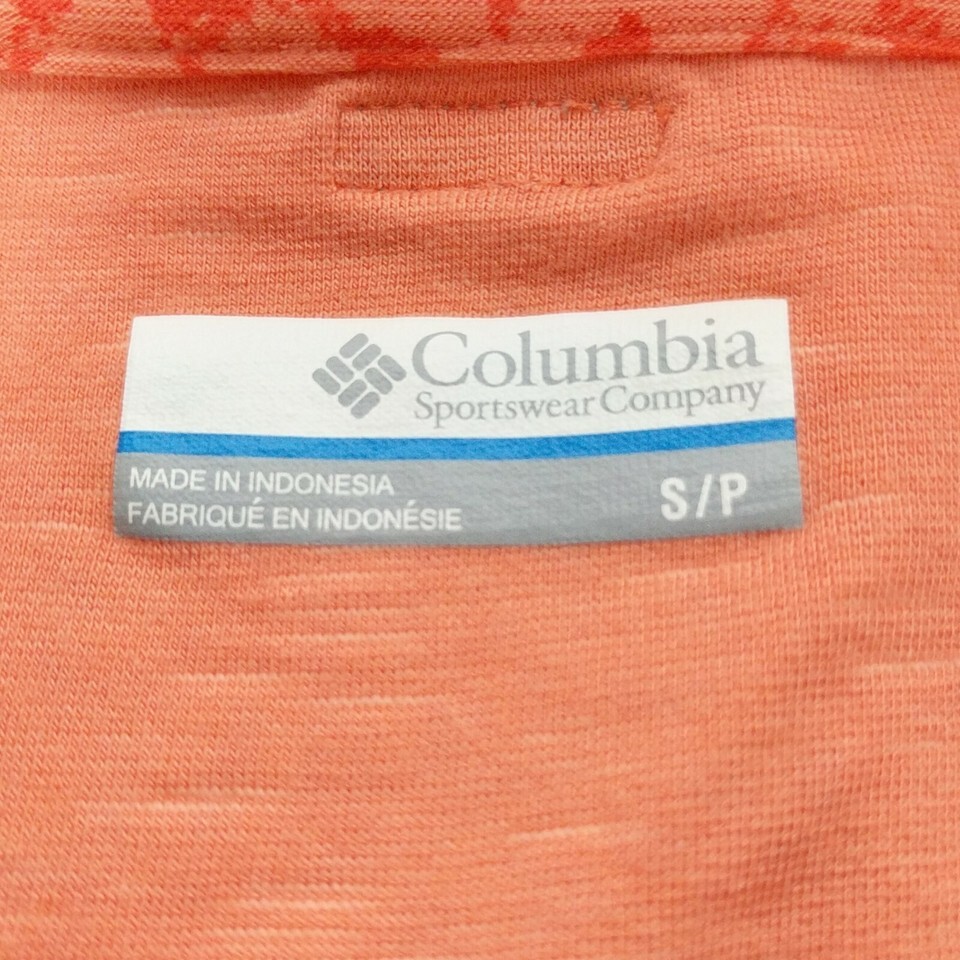 Columbia
Sportswear Company
MADE IN INDONESIA
FABRIQUÉ EN INDONÉSIE
S/P